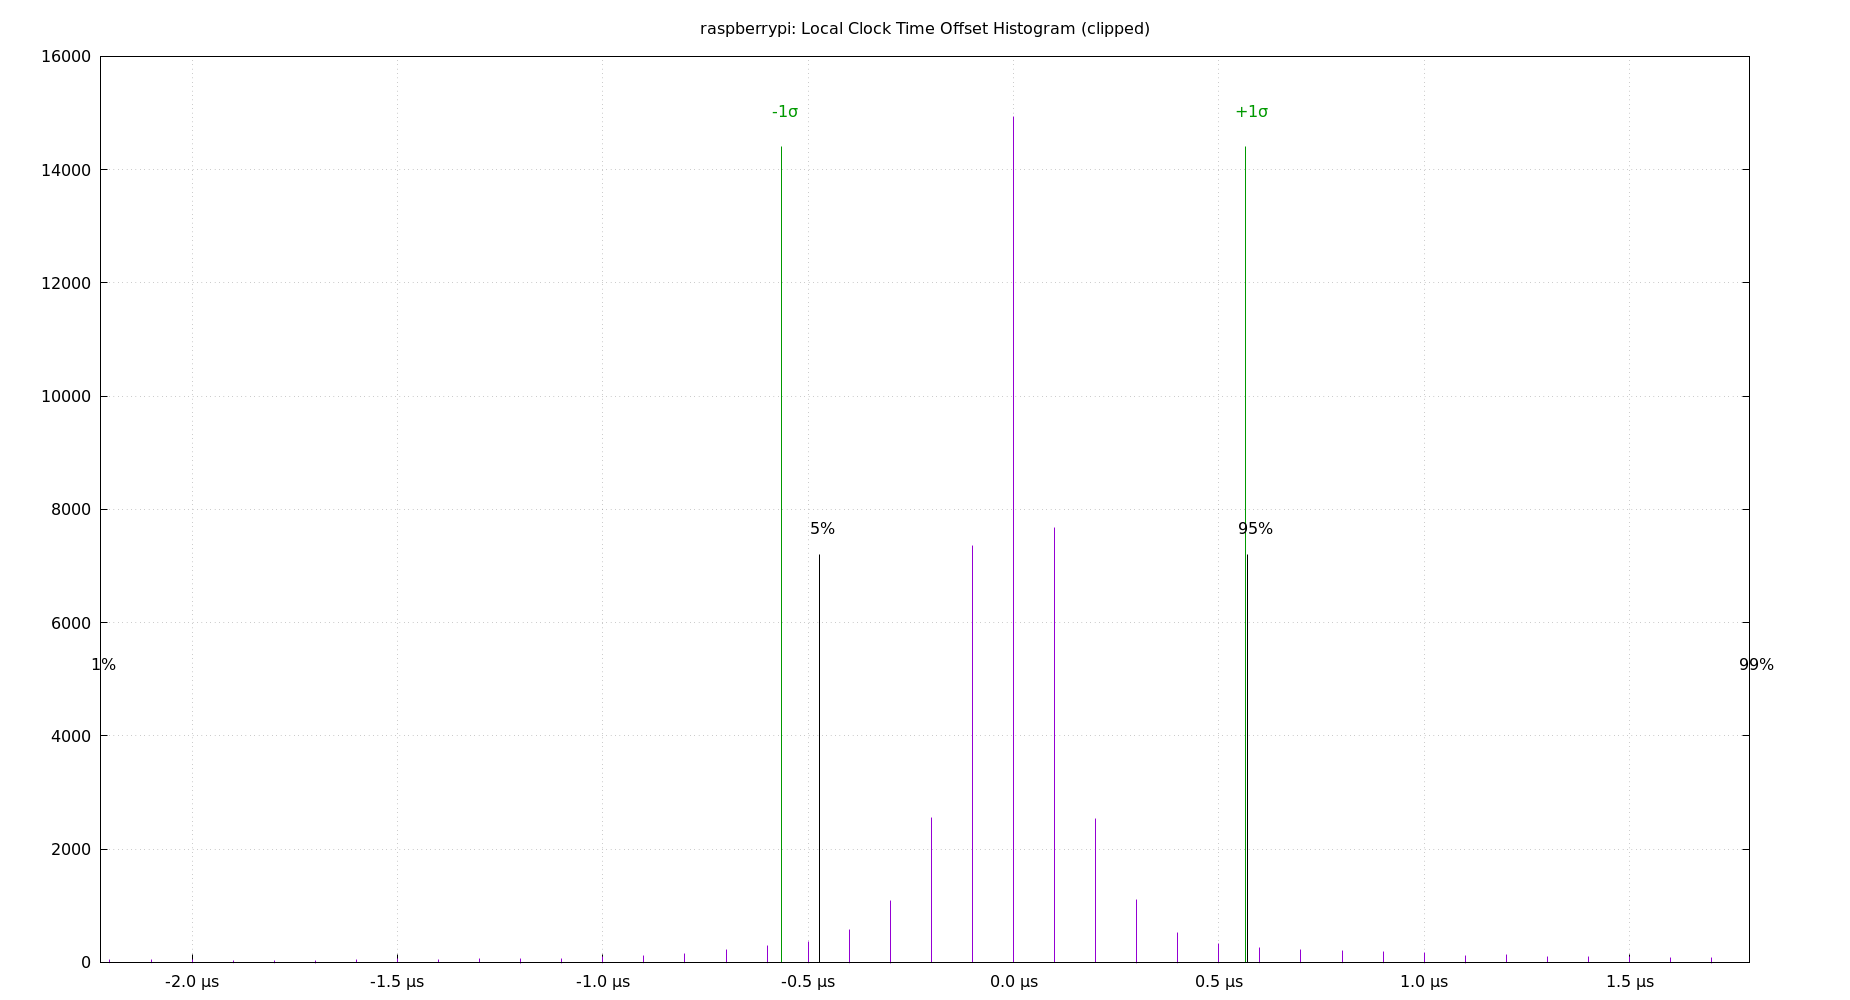 raspberrypi: Local Clock Time Offset Histogram (clipped)
16000
-1σ
+1σ
14000
12000
10000
8000
5%
95%
6000
1%
99%
4000
2000
0
-2.0 µs
-1.5 µs
-1.0 µs
-0.5 µs
0.0 µs
0.5 µs
1.0 µs
1.5 µs